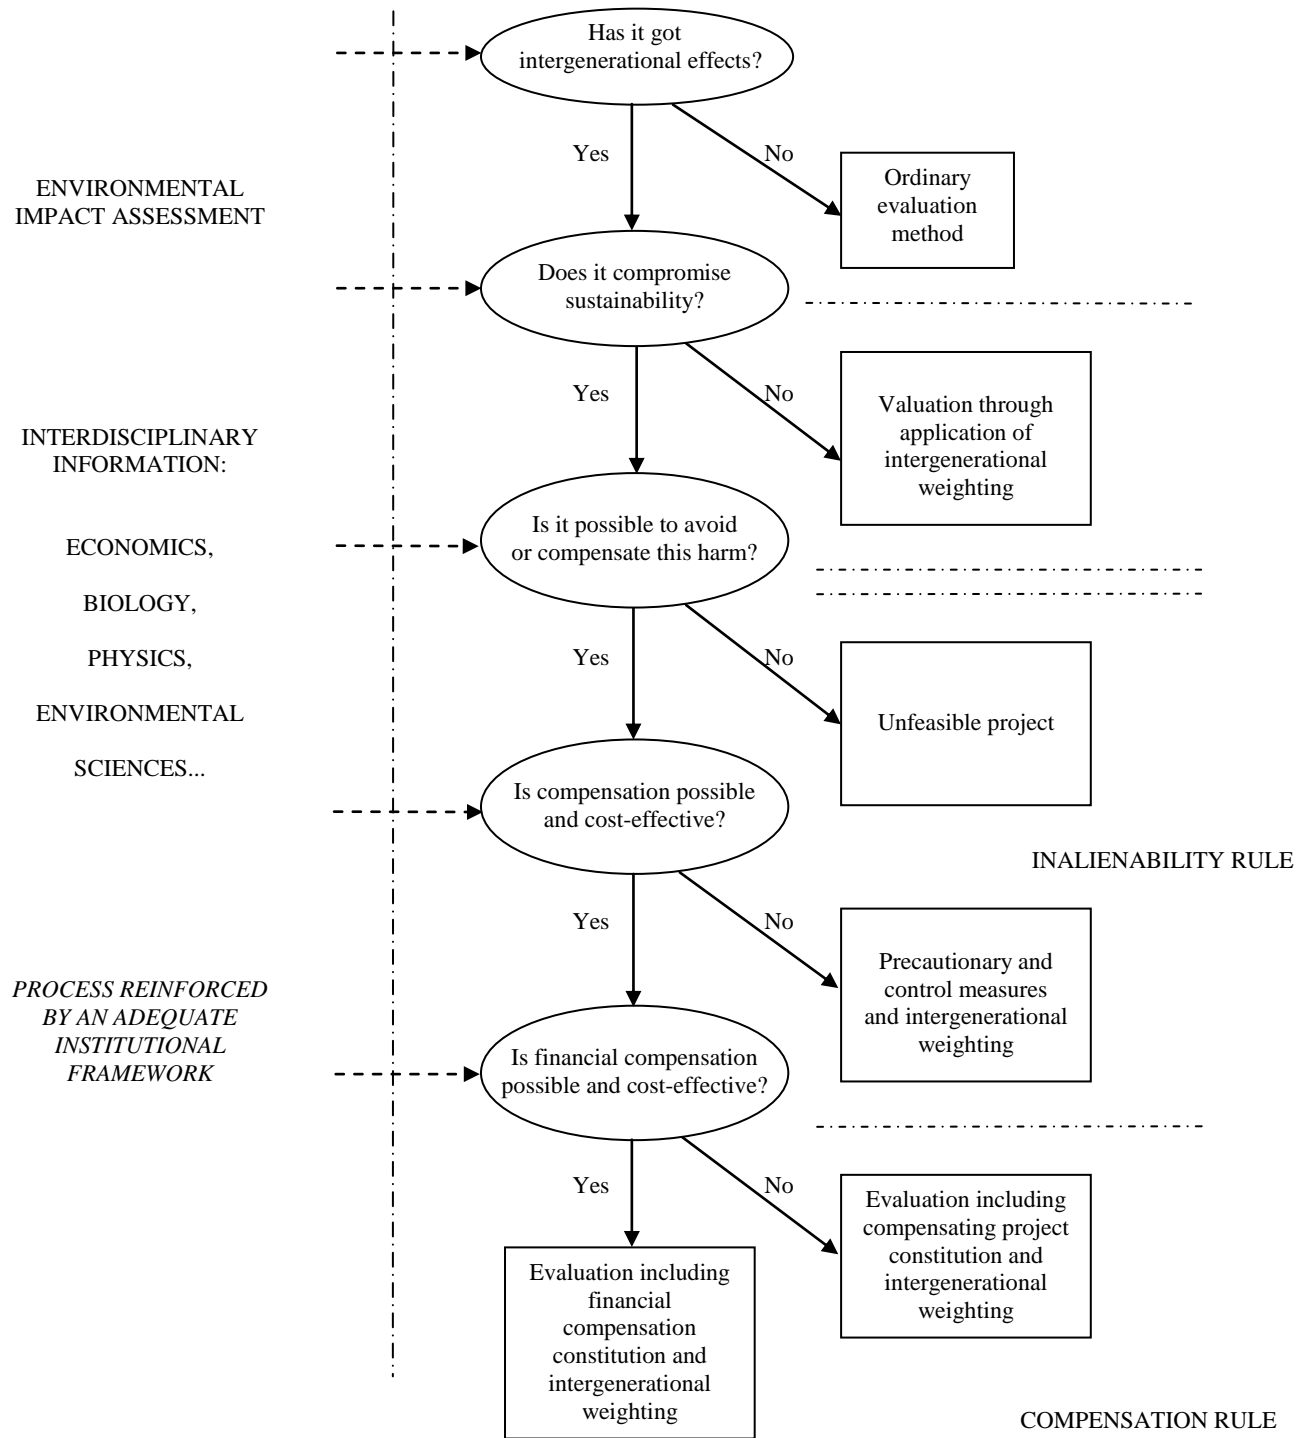 Has it got
intergenerational effects?
Yes
No
Ordinary
evaluation
method
ENVIRONMENTAL
IMPACT ASSESSMENT
Does it compromise
sustainability?
Yes
No
Valuation through
application of
intergenerational
weighting
INTERDISCIPLINARY
INFORMATION:
ECONOMICS,
BIOLOGY,
PHYSICS,
ENVIRONMENTAL
SCIENCES...
Is it possible to avoid
or compensate this harm?
Yes
No
Unfeasible project
Is compensation possible
and cost-effective?
INALIENABILITY RULE
Yes
No
Precautionary and
control measures
and intergenerational
weighting
PROCESS REINFORCED
BY AN ADEQUATE
INSTITUTIONAL
FRAMEWORK
Is financial compensation
possible and cost-effective?
Yes
No
Evaluation including
compensating project
constitution and
intergenerational
weighting
Evaluation including
financial
compensation
constitution and
intergenerational
weighting
COMPENSATION RULE